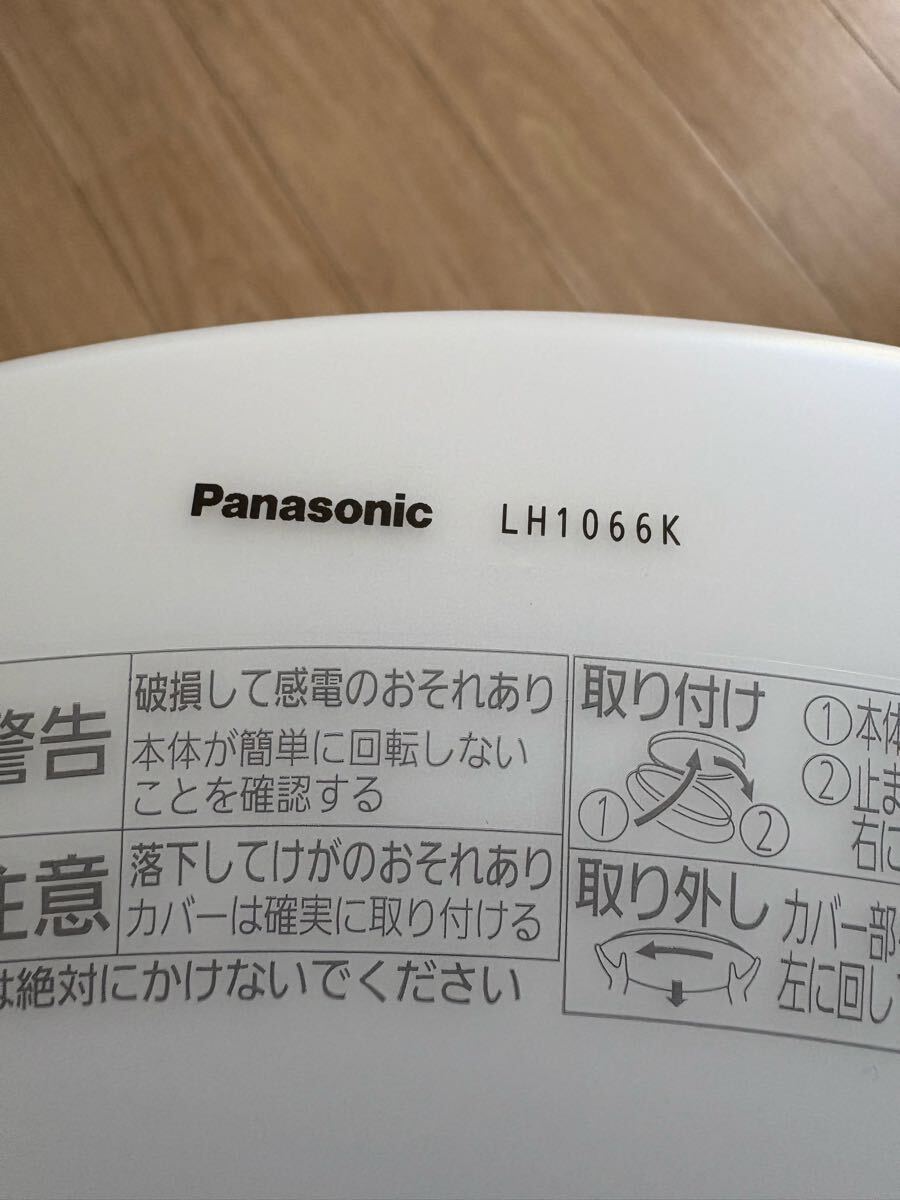 Panasonic LH1066K
警告
破損して感電のおそれあり
本体が簡単に回転しない
ことを確認する
注意
落下してけがのおそれあり
カバーは確実に取り付ける
は絶対にかけないでください
取り付け
① ②
①本体
②止ま
右に
取り外し
カバー部
左に回し